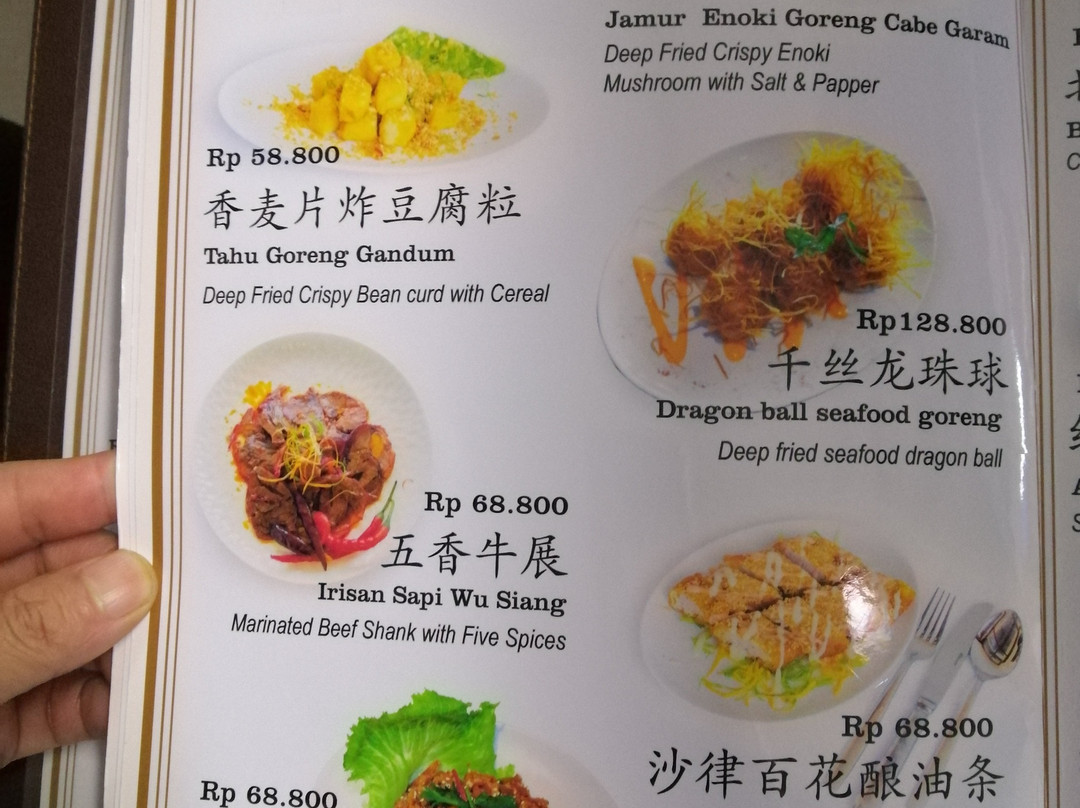 Rp 58.800
香麦片炸豆腐粒
Tahu Goreng Gandum
Deep Fried Crispy Bean curd with Cereal
Rp 68.800
五香牛展
Irisan Sapi Wu Siang
Marinated Beef Shank with Five Spices
Rp 68.800
Jamur Enoki Goreng Cabe Garam
Deep Fried Crispy Enoki
Mushroom with Salt & Papper
Rp128.800
千丝龙珠球
Dragon ball seafood goreng
Deep fried seafood dragon ball
Rp 68.800
沙律百花酿油条